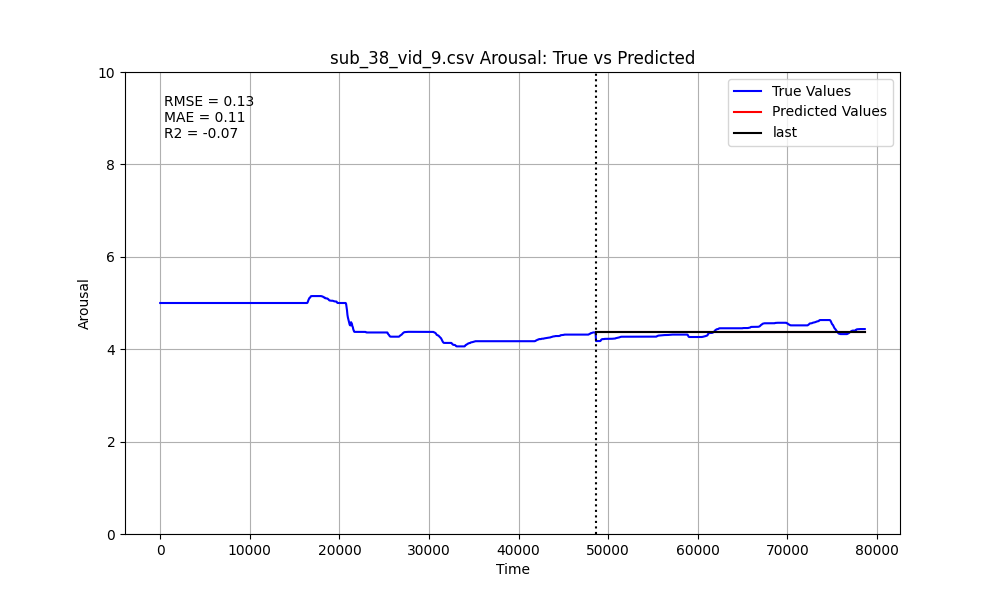 sub_38_vid_9.csv Arousal: True vs Predicted
10
8
6
4
2
0
Arousal
RMSE = 0.13
MAE = 0.11
R2 = -0.07
True Values
Predicted Values
last
0 10000 20000 30000 40000 50000 60000 70000 80000
Time